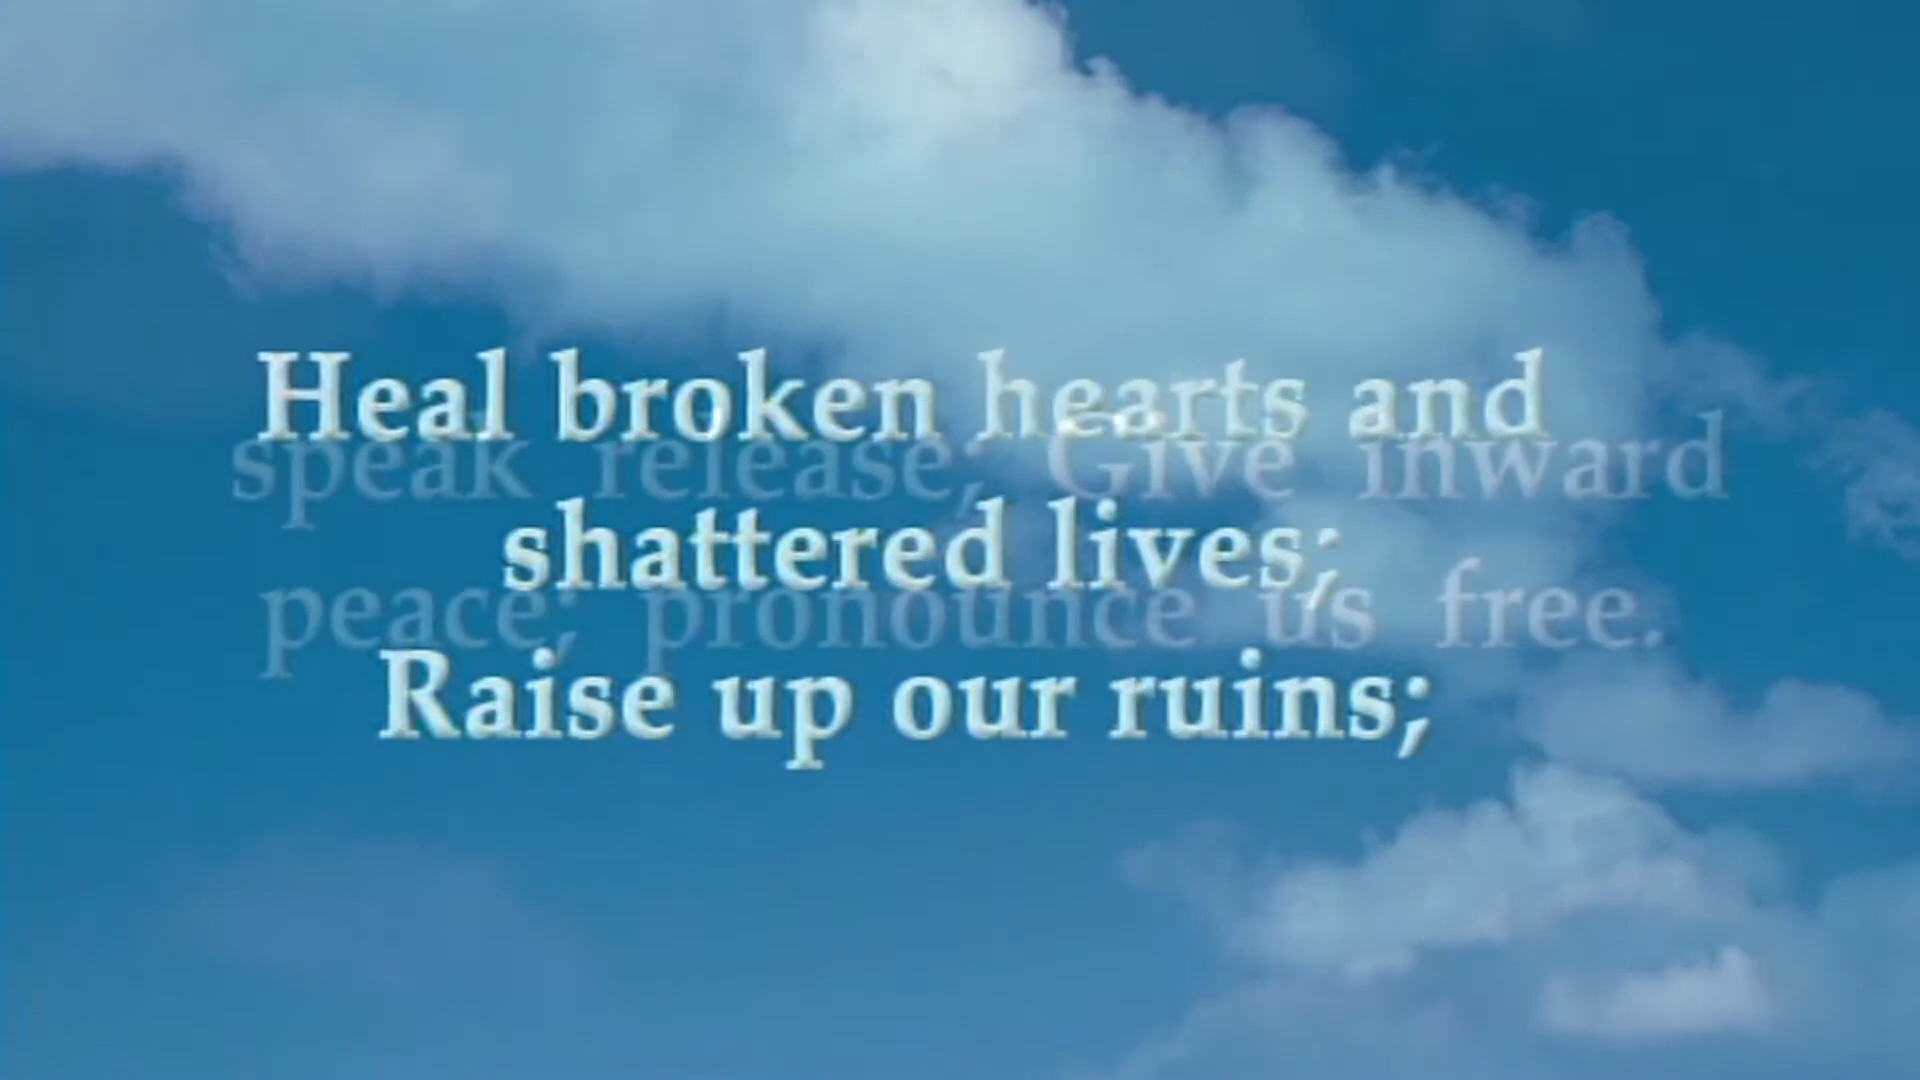 Heal broken hearts and
speak release; Give inward
shattered lives;
peace; pronounce us free.
Raise up our ruins;